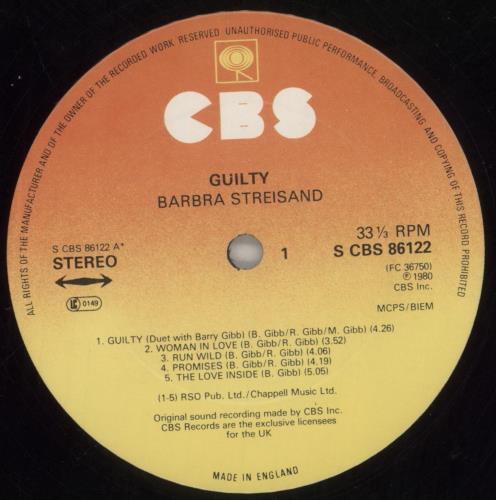 ALL RIGHTS OF THE MANUFACTURER AND OF THE OWNER OF THE RECORDED WORK RESERVED UNAUTHORISED PUBLIC PERFORMANCE, BROADCASTING AND COPYING OF THIS RECORD PROHIBITED
CBS
GUILTY
BARBRA STREISAND
S CBS 86122 A*
STEREO
LC 0149
1
33 ⅓ RPM
S CBS 86122
(FC 36750)
℗ 1980
CBS Inc.
MCPS/BIEM
1. GUILTY (Duet with Barry Gibb) (B. Gibb/R. Gibb/M. Gibb) (4.26)
2. WOMAN IN LOVE (B. Gibb/R. Gibb) (3.52)
3. RUN WILD (B. Gibb/R. Gibb) (4.06)
4. PROMISES (B. Gibb/R. Gibb) (4.19)
5. THE LOVE INSIDE (B. Gibb) (5.05)
(1-5) RSO Pub. Ltd./Chappell Music Ltd.
Original sound recording made by CBS Inc.
CBS Records are the exclusive licensees
for the UK
MADE IN ENGLAND